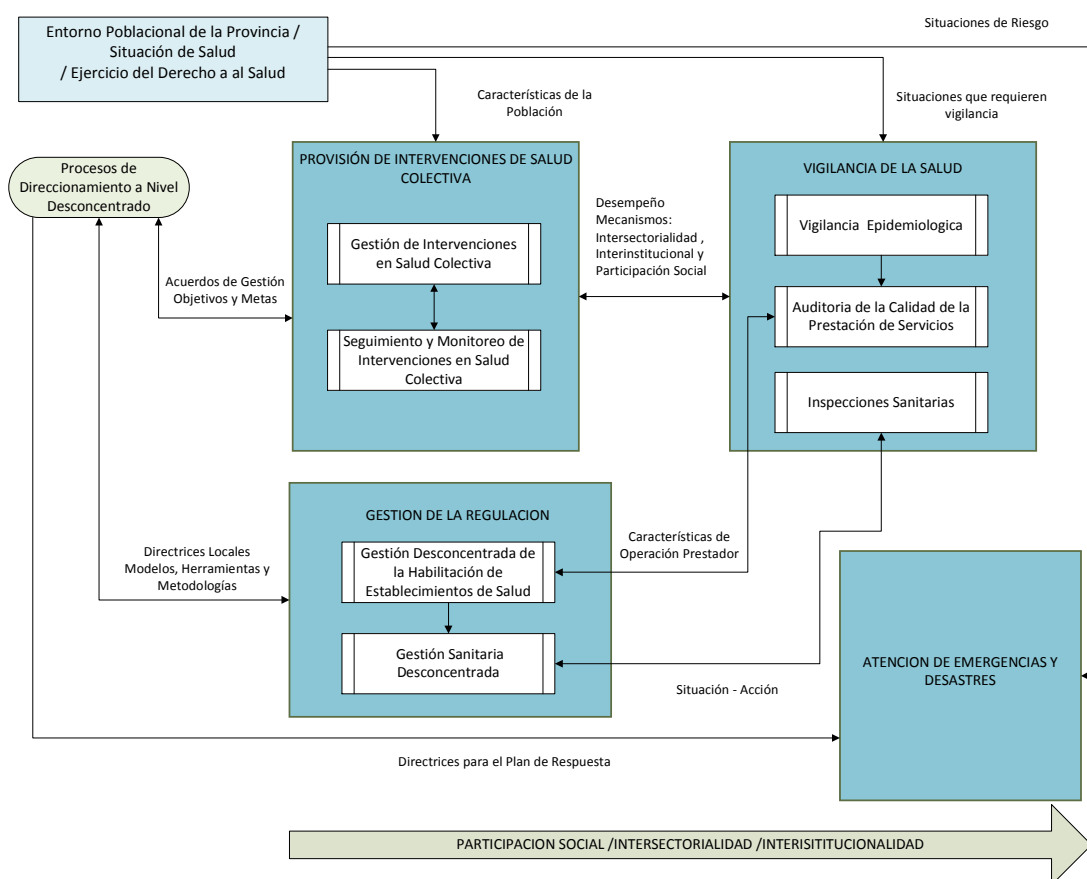 Entorno Poblacional de la Provincia /
Situación de Salud
/ Ejercicio del Derecho a al Salud
Situaciones de Riesgo
Características de la
Población
Situaciones que requieren
vigilancia
Procesos de
Direccionamiento a Nivel
Desconcentrado
PROVISIÓN DE INTERVENCIONES DE SALUD
COLECTIVA
Gestión de Intervenciones
en Salud Colectiva
Seguimiento y Monitoreo de
Intervenciones en Salud
Colectiva
Acuerdos de Gestión
Objetivos y Metas
Desempeño
Mecanismos:
Intersectorialidad ,
Interinstitucional y
Participación Social
VIGILANCIA DE LA SALUD
Vigilancia Epidemiologica
Auditoria de la Calidad de la
Prestación de Servicios
Inspecciones Sanitarias
GESTION DE LA REGULACION
Gestión Desconcentrada de
la Habilitación de
Establecimientos de Salud
Gestión Sanitaria
Desconcentrada
Directrices Locales
Modelos, Herramientas y
Metodologías
Características de
Operación Prestador
Situación - Acción
ATENCION DE EMERGENCIAS Y
DESASTRES
Directrices para el Plan de Respuesta
PARTICIPACION SOCIAL /INTERSECTORIALIDAD /INTERISITITUCIONALIDAD